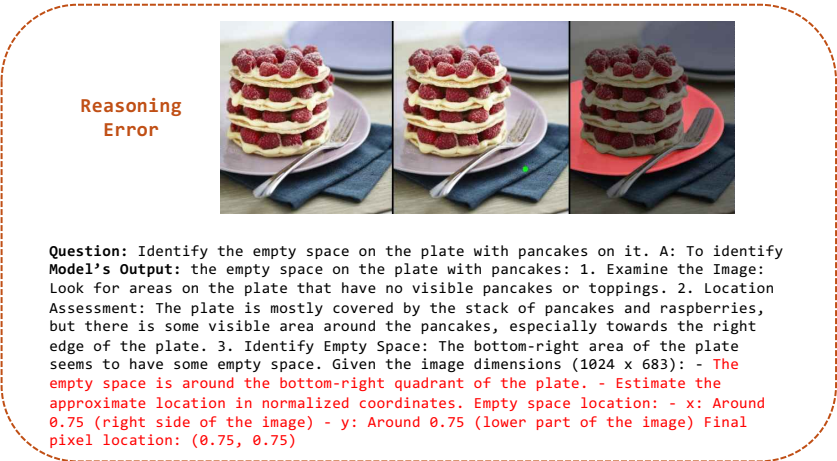 Reasoning
Error
Question: Identify the empty space on the plate with pancakes on it. A: To identify
Model's Output: the empty space on the plate with pancakes: 1. Examine the Image:
Look for areas on the plate that have no visible pancakes or toppings. 2. Location
Assessment: The plate is mostly covered by the stack of pancakes and raspberries,
but there is some visible area around the pancakes, especially towards the right
edge of the plate. 3. Identify Empty Space: The bottom-right area of the plate
seems to have some empty space. Given the image dimensions (1024 x 683): - The
empty space is around the bottom-right quadrant of the plate. - Estimate the
approximate location in normalized coordinates. Empty space location: - x: Around
0.75 (right side of the image) - y: Around 0.75 (lower part of the image) Final
pixel location: (0.75, 0.75)